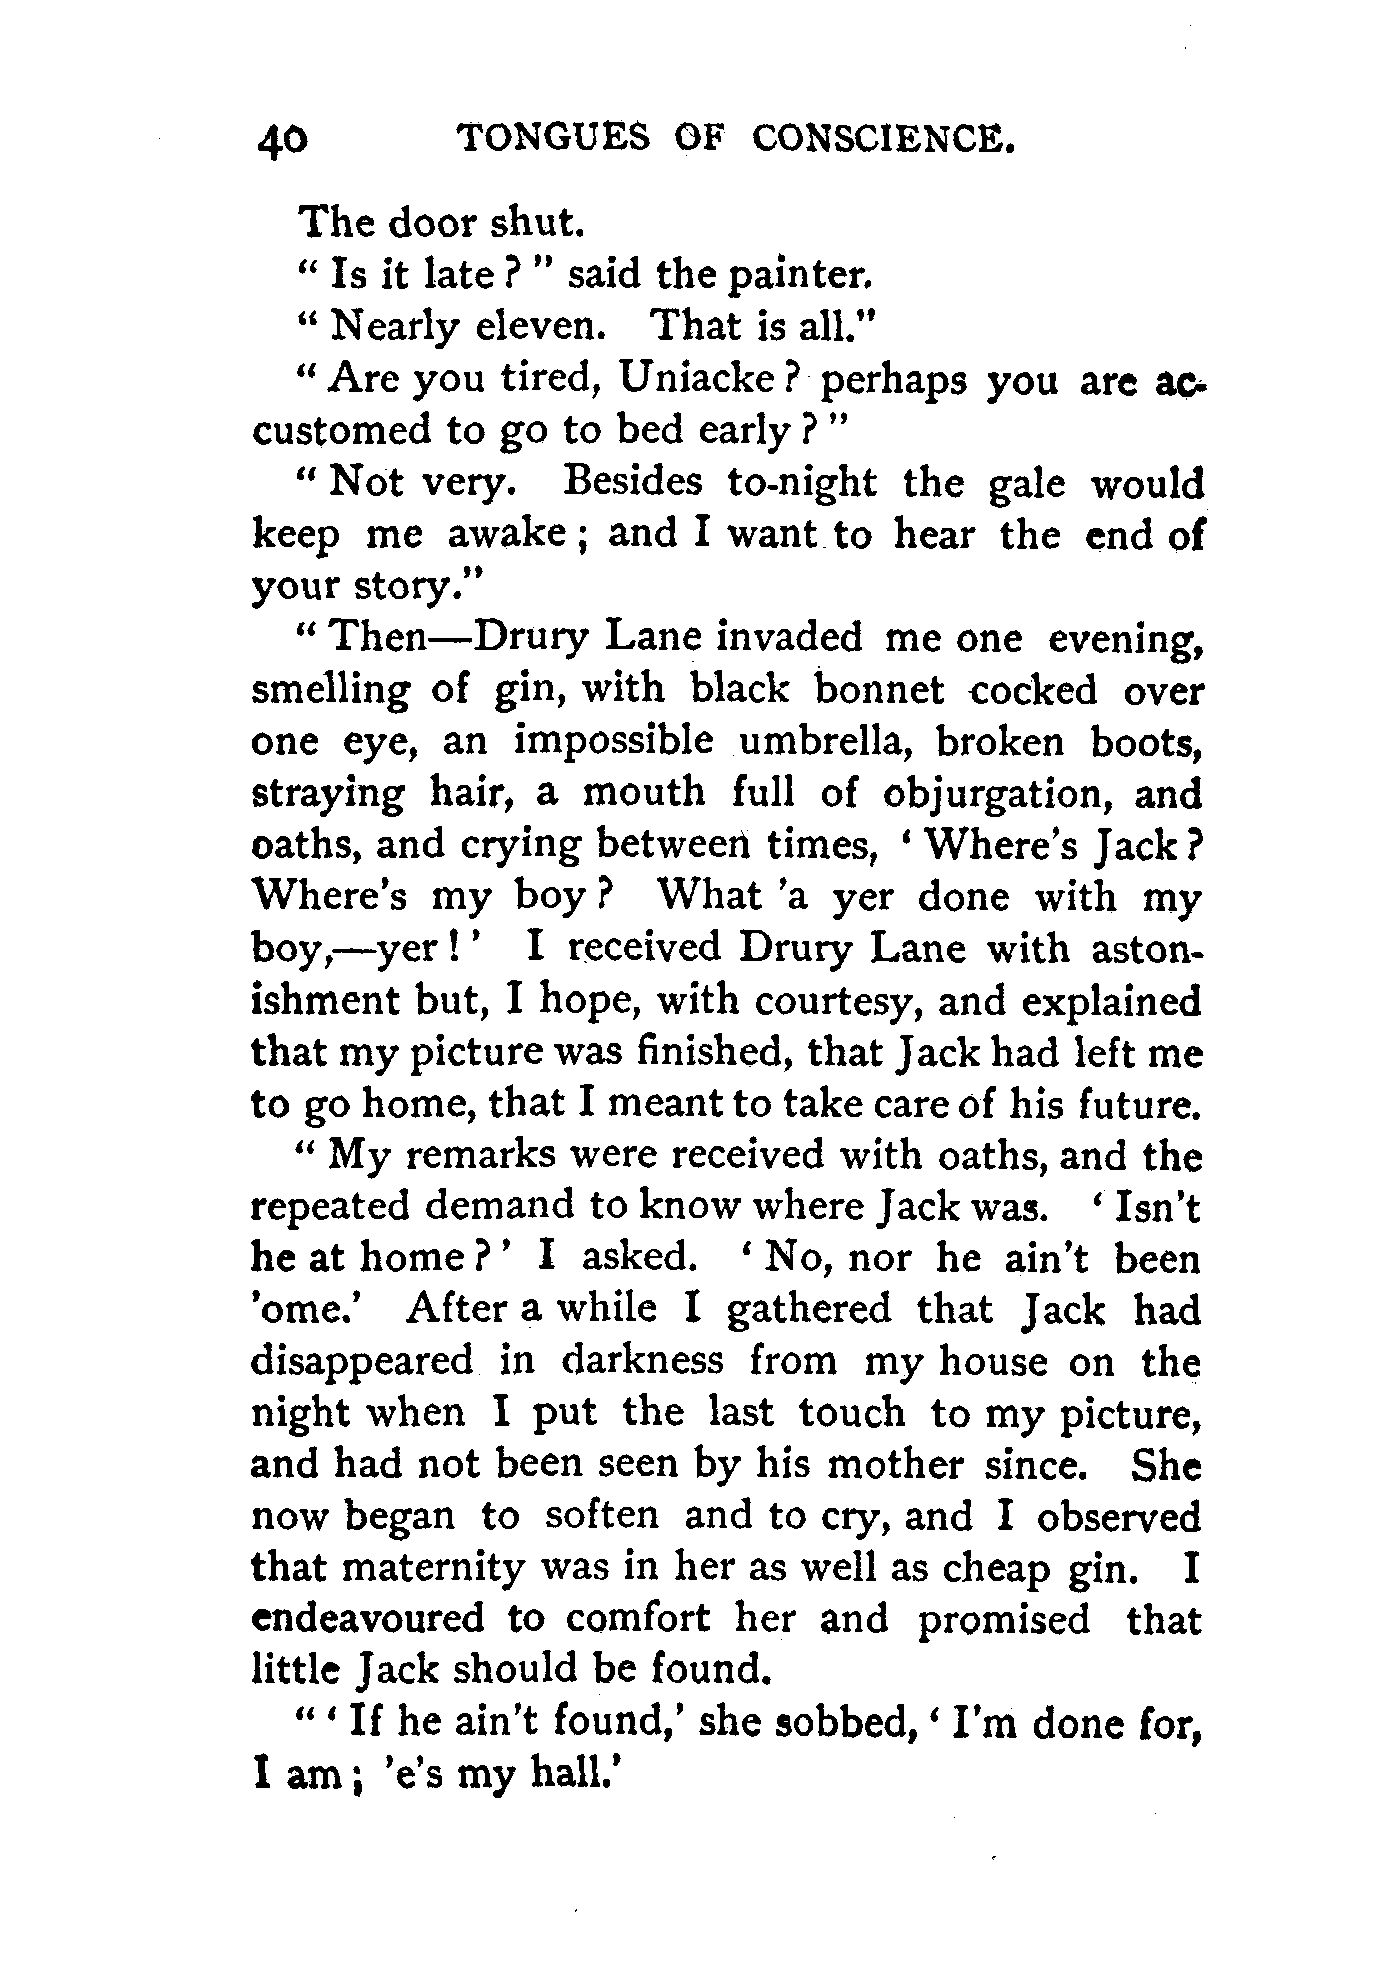 40 TONGUES OF CONSCIENCE.
The door shut.
" Is it late ? " said the painter.
" Nearly eleven. That is all."
" Are you tired, Uniacke ? perhaps you are ac-
customed to go to bed early ? "
" Not very. Besides to-night the gale would
keep me awake ; and I want to hear the end of
your story."
" Then—Drury Lane invaded me one evening,
smelling of gin, with black bonnet cocked over
one eye, an impossible umbrella, broken boots,
straying hair, a mouth full of objurgation, and
oaths, and crying between times, ' Where's Jack ?
Where's my boy ? What 'a yer done with my
boy,—yer ! ' I received Drury Lane with aston-
ishment but, I hope, with courtesy, and explained
that my picture was finished, that Jack had left me
to go home, that I meant to take care of his future.
" My remarks were received with oaths, and the
repeated demand to know where Jack was. ' Isn't
he at home ? ' I asked. ' No, nor he ain't been
'ome.' After a while I gathered that Jack had
disappeared in darkness from my house on the
night when I put the last touch to my picture,
and had not been seen by his mother since. She
now began to soften and to cry, and I observed
that maternity was in her as well as cheap gin. I
endeavoured to comfort her and promised that
little Jack should be found.
" ' If he ain't found,' she sobbed, ' I'm done for,
I am ; 'e's my hall.'